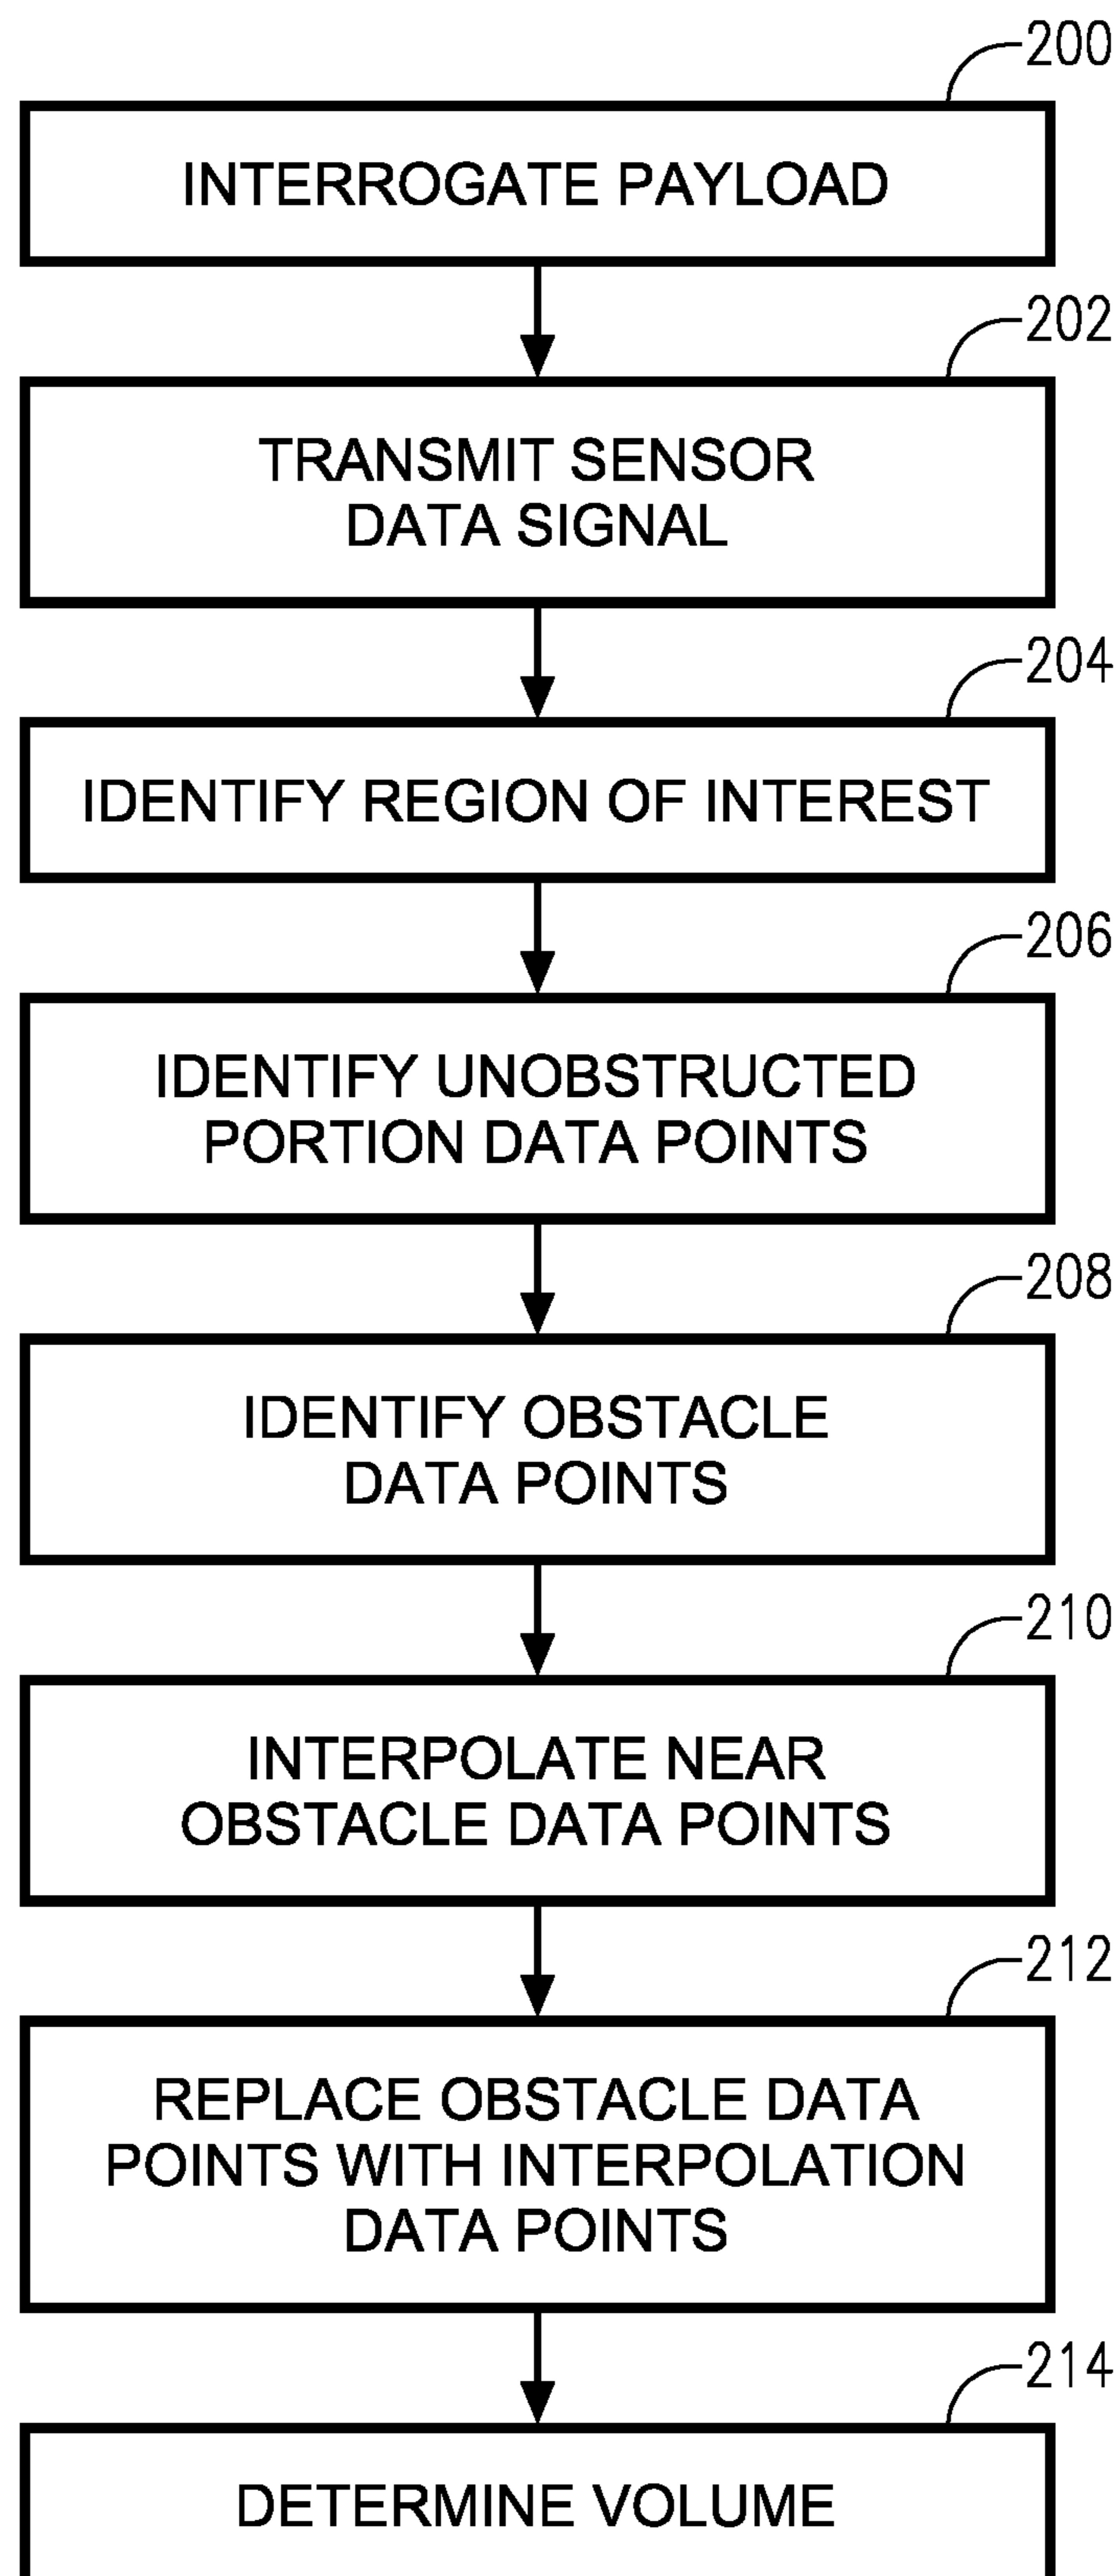 200
INTERROGATE PAYLOAD
202
TRANSMIT SENSOR
DATA SIGNAL
204
IDENTIFY REGION OF INTEREST
206
IDENTIFY UNOBSTRUCTED
PORTION DATA POINTS
208
IDENTIFY OBSTACLE
DATA POINTS
210
INTERPOLATE NEAR
OBSTACLE DATA POINTS
212
REPLACE OBSTACLE DATA
POINTS WITH INTERPOLATION
DATA POINTS
214
DETERMINE VOLUME